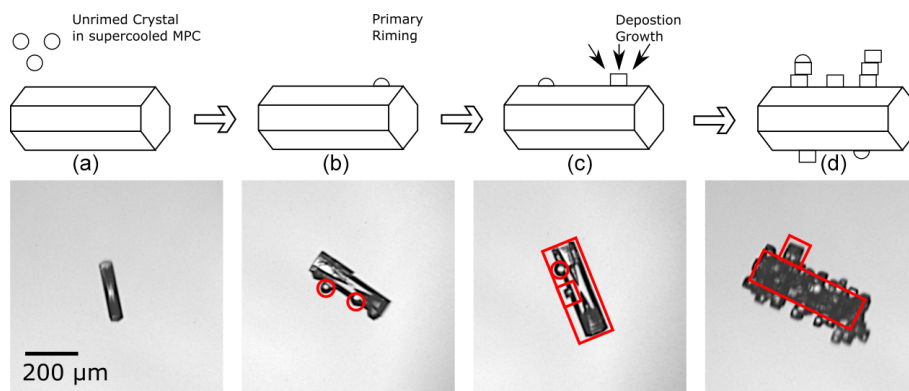 Unrimed Crystal
in supercooled MPC
Primary
Riming
Depostion
Growth
(a)
(b)
(c)
(d)
200 µm